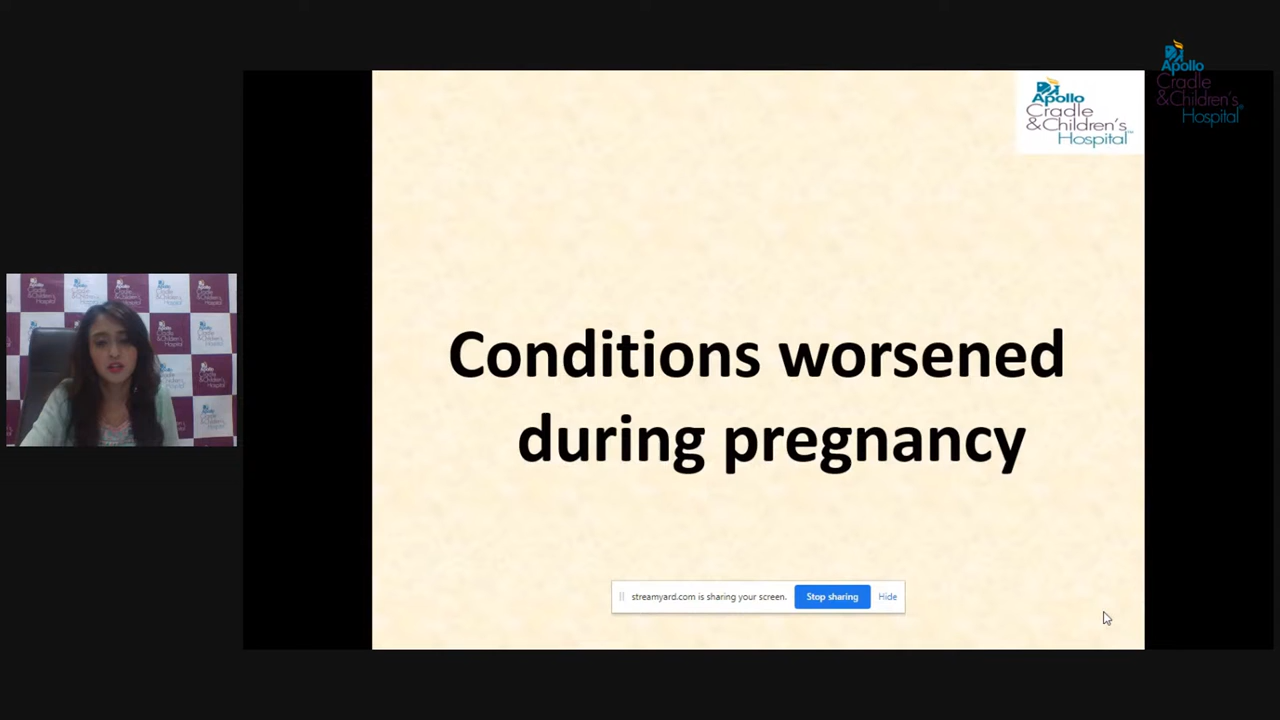 Apollo
Cradle
&Children's
Hospital
Apollo
Cradle
&Children's
Hospital
Conditions worsened
during pregnancy
streamyard.com is sharing your screen.
Stop sharing
Hide